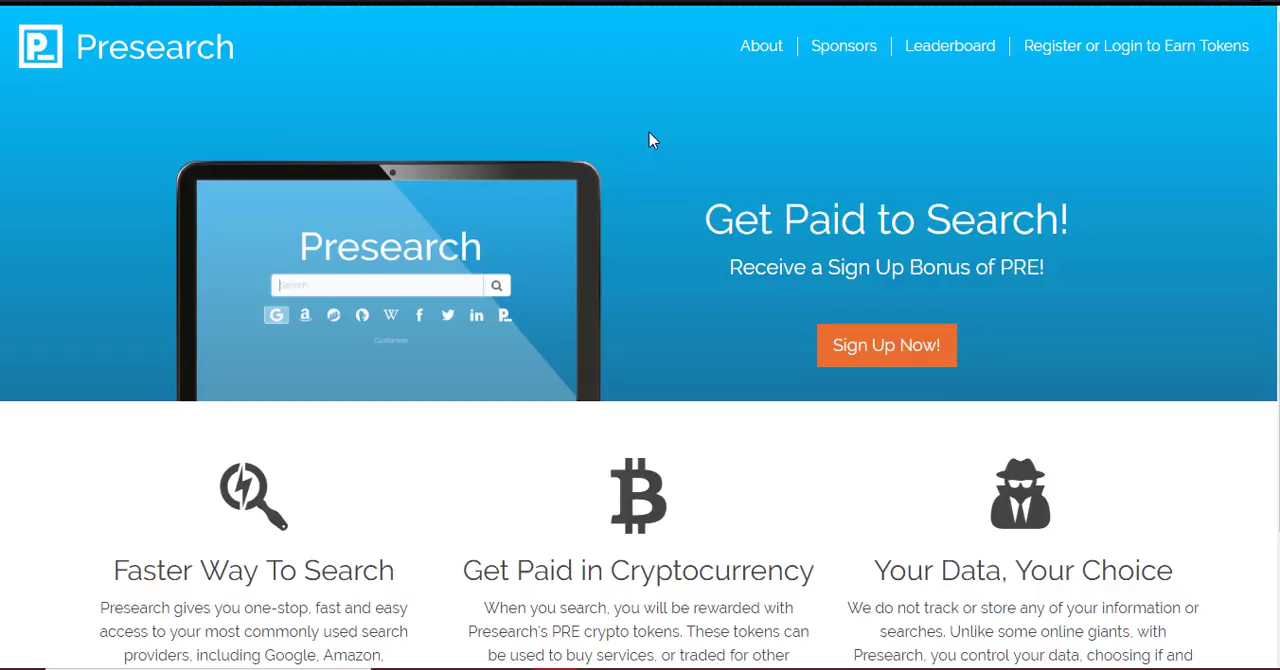 Presearch
About
Sponsors
Leaderboard
Register or Login to Earn Tokens
Presearch
Search
Customize
Get Paid to Search!
Receive a Sign Up Bonus of PRE!
Sign Up Now!
Faster Way To Search
Presearch gives you one-stop, fast and easy
access to your most commonly used search
providers, including Google, Amazon,
Get Paid in Cryptocurrency
When you search, you will be rewarded with
Presearch's PRE crypto tokens. These tokens can
be used to buy services, or traded for other
Your Data, Your Choice
We do not track or store any of your information or
searches. Unlike some online giants, with
Presearch, you control your data, choosing if and